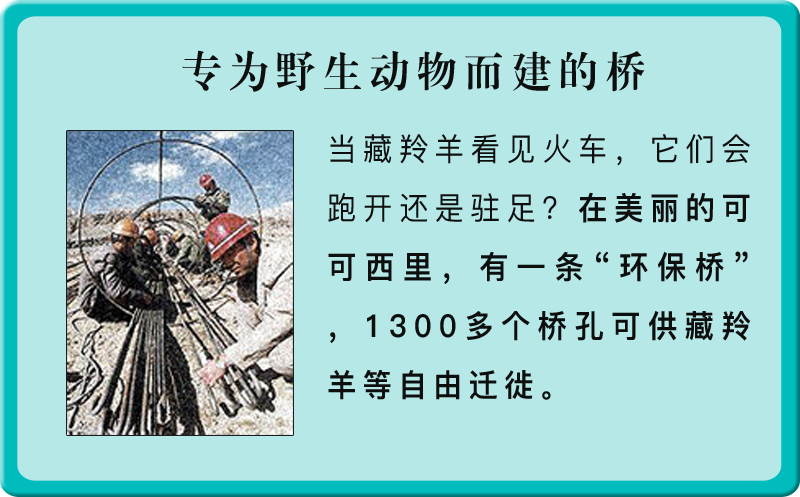 专为野生动物而建的桥
当藏羚羊看见火车，它们会
跑开还是驻足？在美丽的可
可西里，有一条“环保桥”
，1300多个桥孔可供藏羚
羊等自由迁徙。